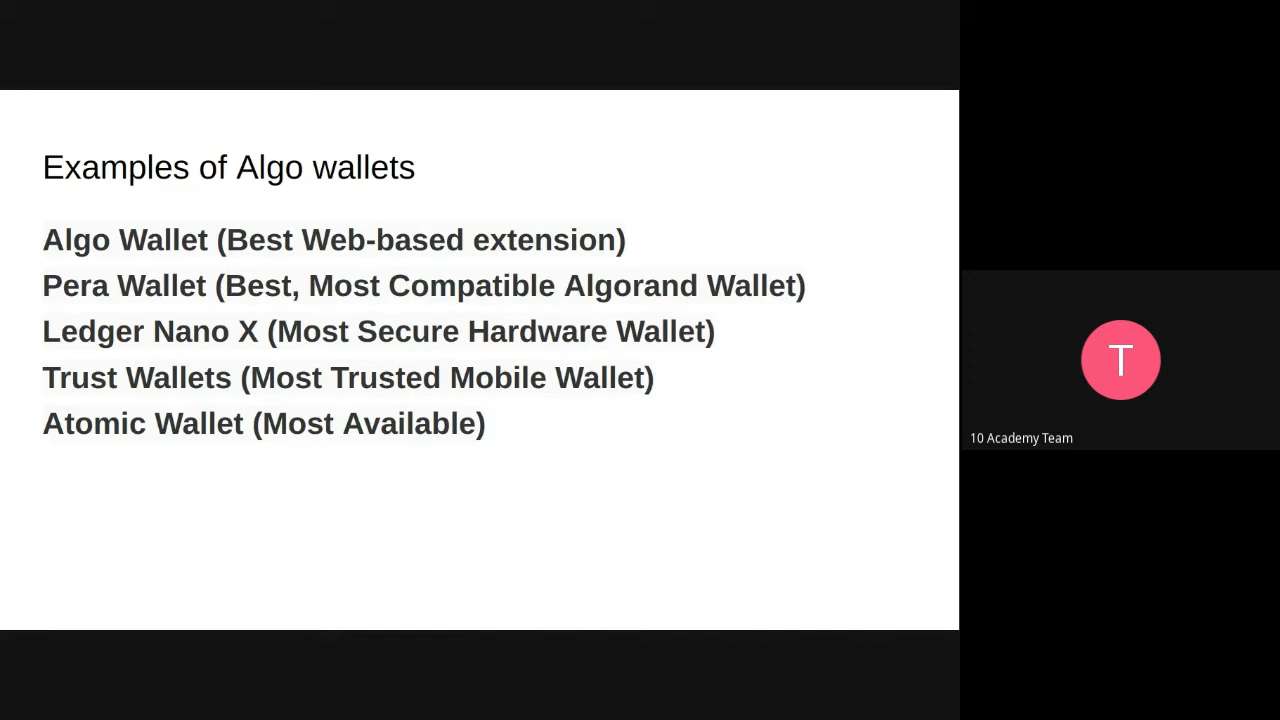 Examples of Algo wallets
Algo Wallet (Best Web-based extension)
Pera Wallet (Best, Most Compatible Algorand Wallet)
Ledger Nano X (Most Secure Hardware Wallet)
Trust Wallets (Most Trusted Mobile Wallet)
Atomic Wallet (Most Available)
T
10 Academy Team